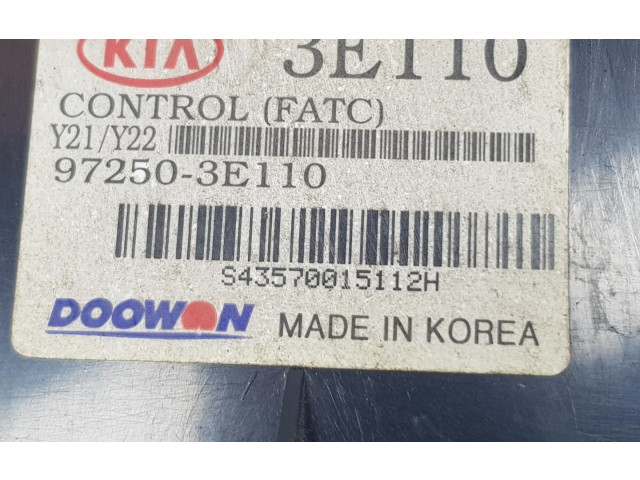 KIA 3E110
CONTROL (FATC)
Y21/Y22
97250-3E110
S43570015112H
DOOWON MADE IN KOREA